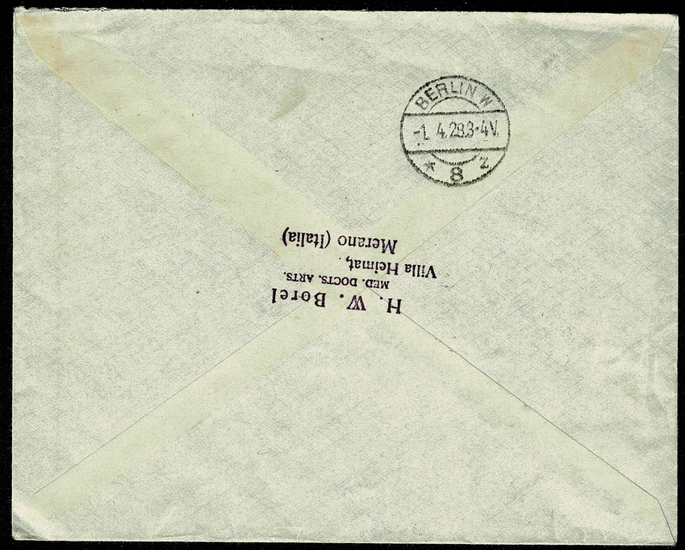 BERLIN W
-1. 4.28.3-4V.
* 8 z
H. W. Borel
MED. DOCTS. ARTS.
Villa Heimat,
Merano (Italia)